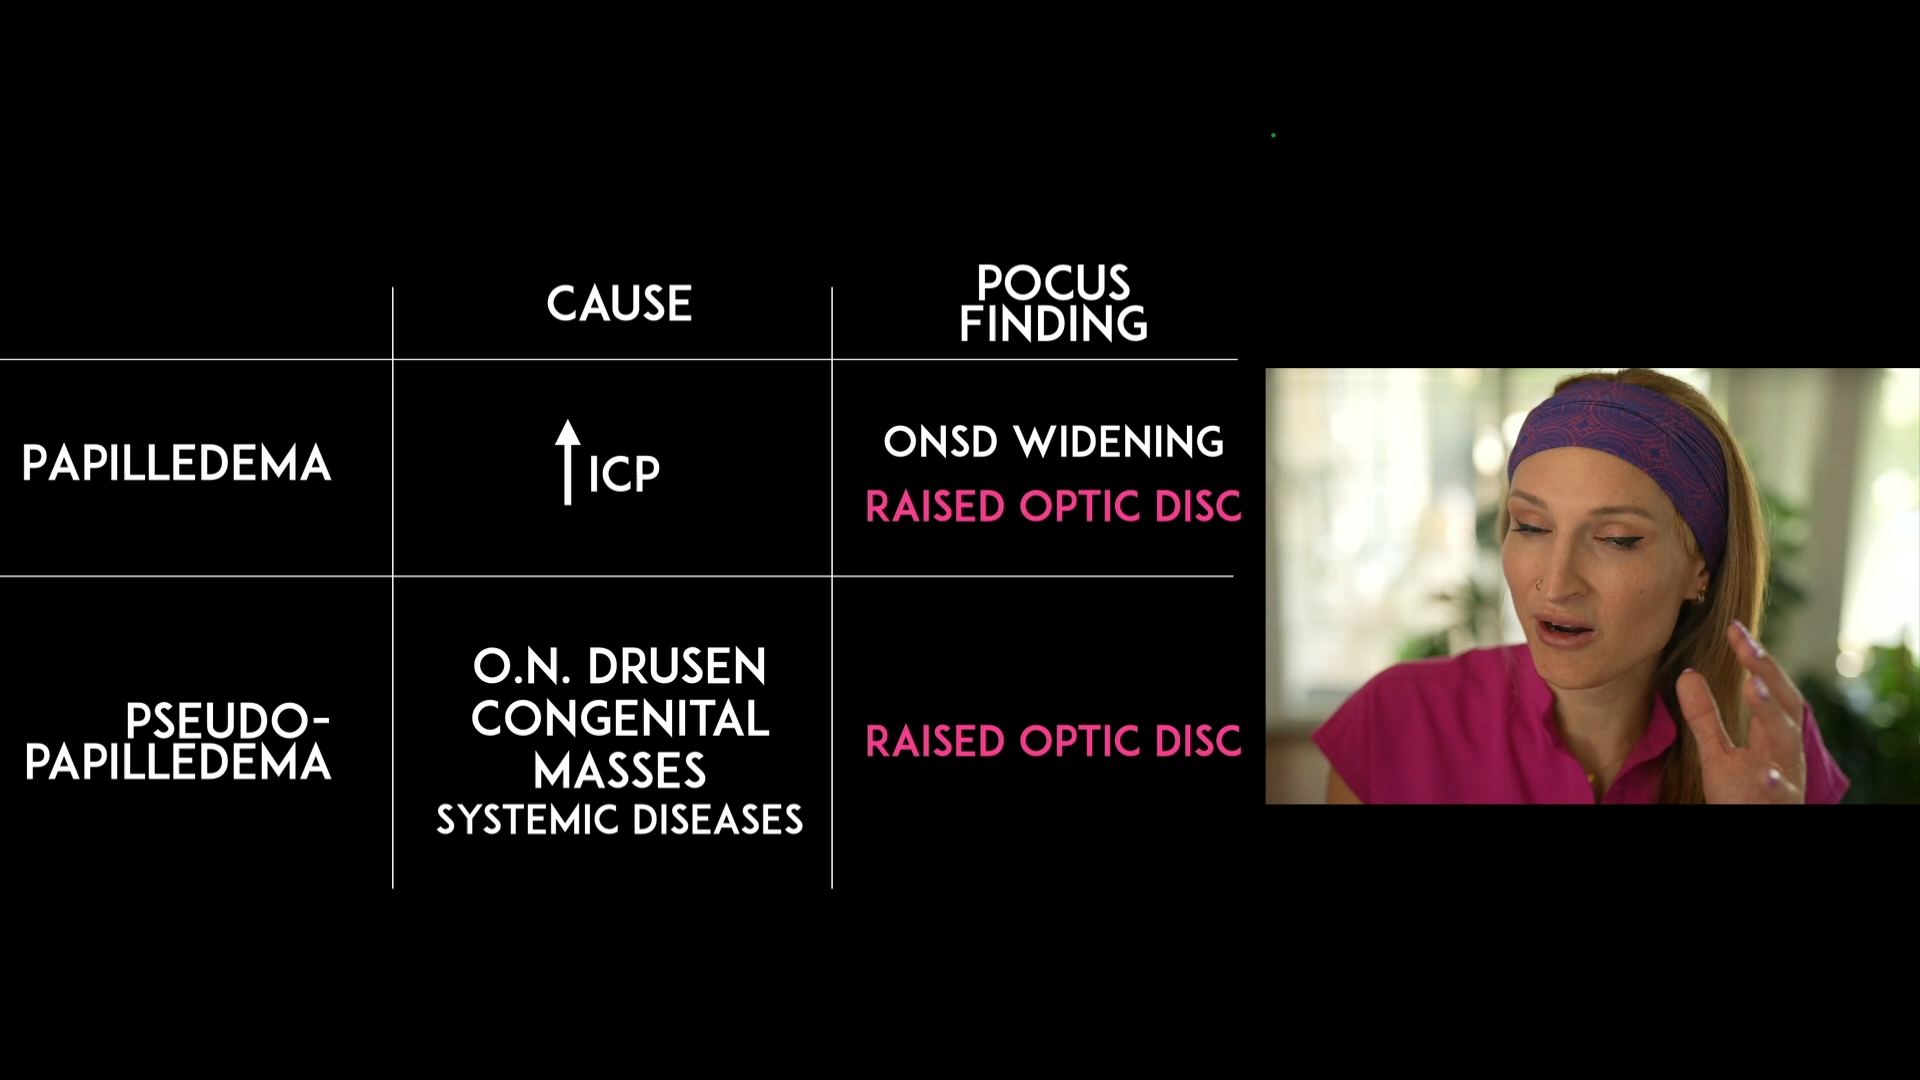 CAUSE
POCUS
FINDING
PAPILLEDEMA
ICP
ONSD WIDENING
RAISED OPTIC DISC
PSEUDO-
PAPILLEDEMA
O.N. DRUSEN
CONGENITAL
MASSES
SYSTEMIC DISEASES
RAISED OPTIC DISC